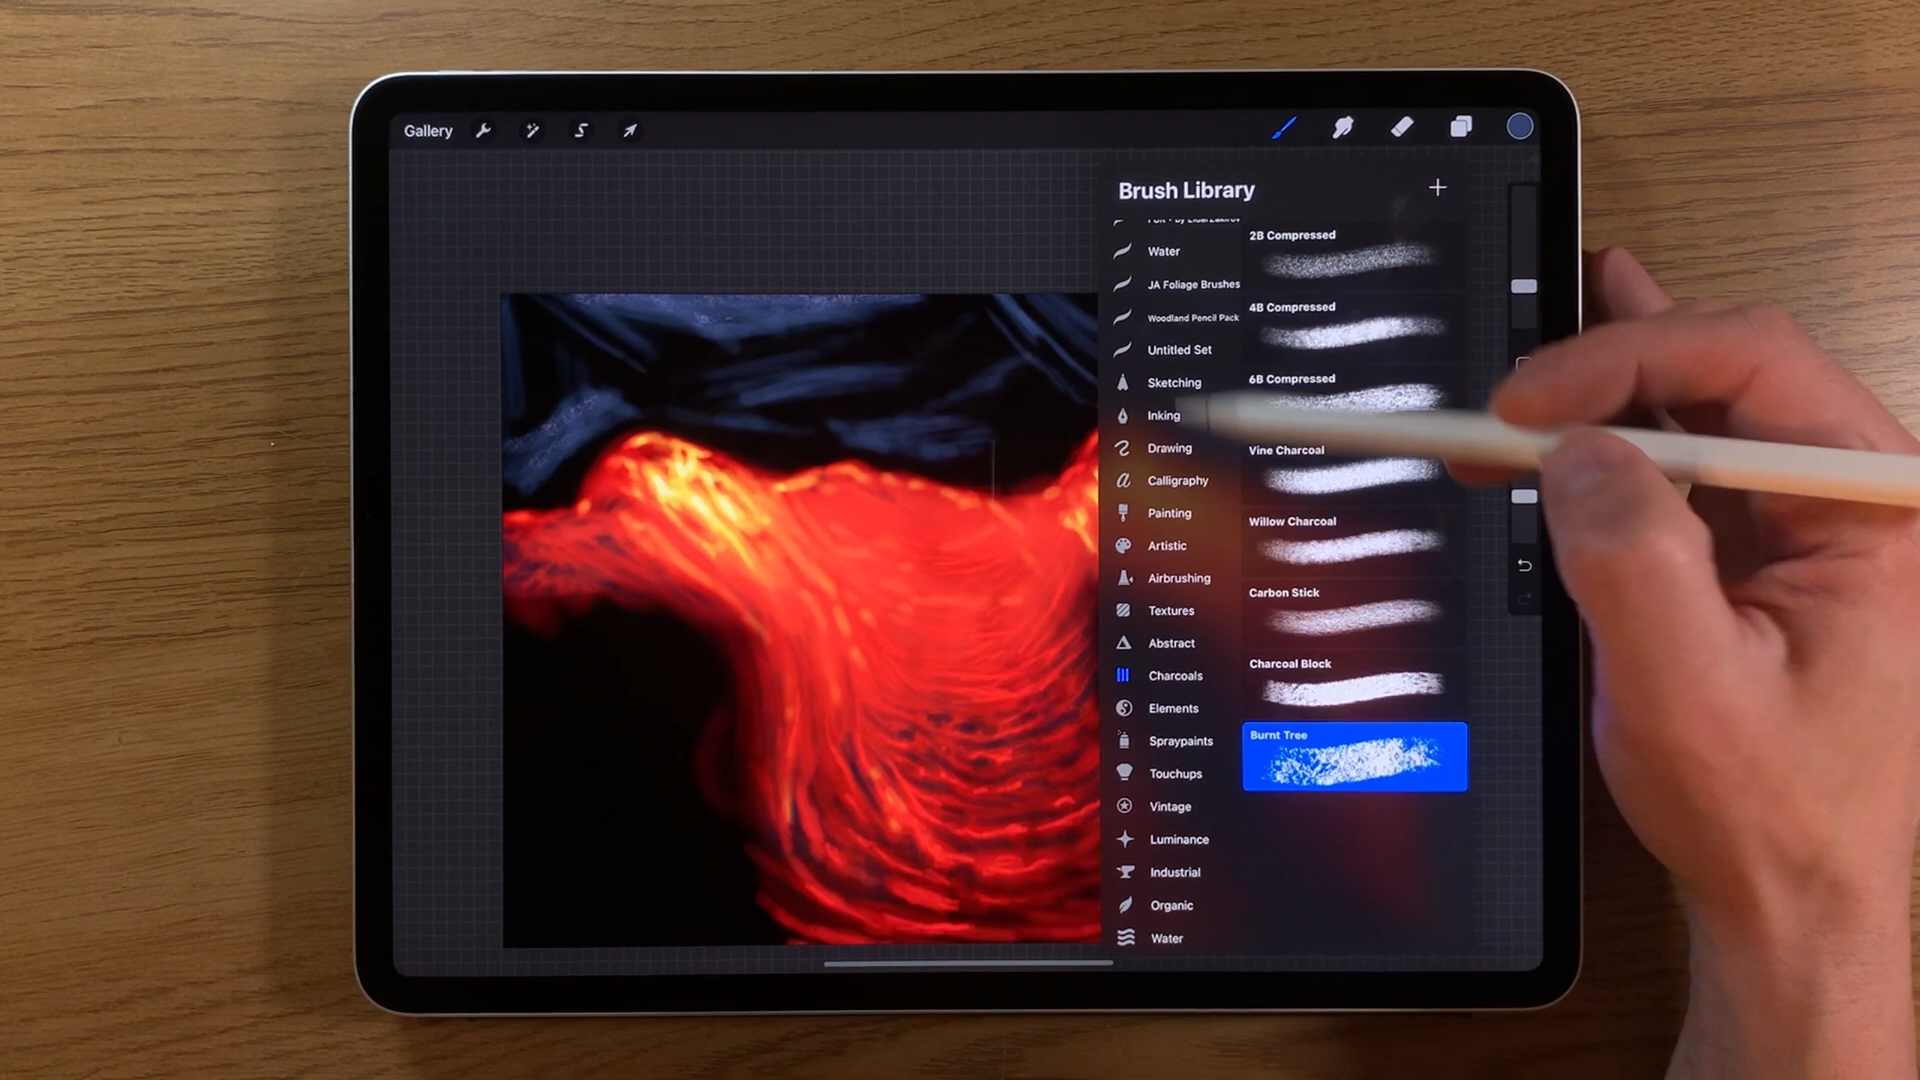 Gallery
Brush Library
Water
JA Foliage Brushes
Woodland Pencil Pack
Untitled Set
Sketching
Inking
Drawing
Calligraphy
Painting
Artistic
Airbrushing
Textures
Abstract
Charcoals
Elements
Spraypaints
Touchups
Vintage
Luminance
Industrial
Organic
Water
2B Compressed
4B Compressed
6B Compressed
Vine Charcoal
Willow Charcoal
Carbon Stick
Charcoal Block
Burnt Tree